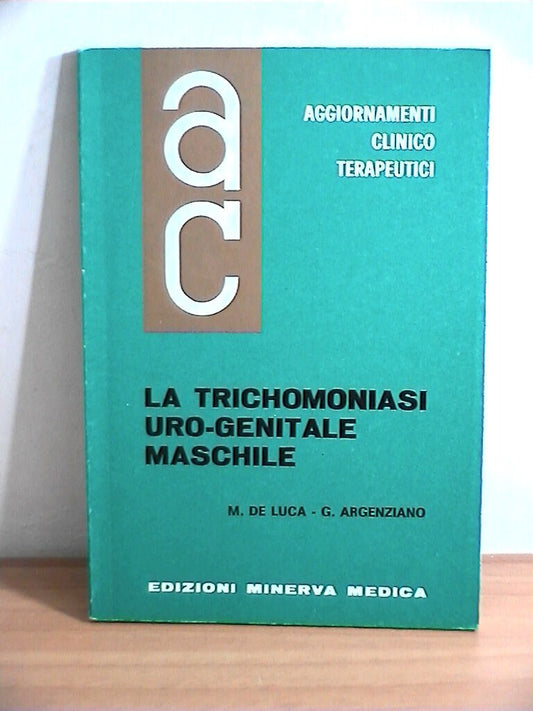 ac
AGGIORNAMENTI
CLINICO
TERAPEUTICI
LA TRICHOMONIASI
URO-GENITALE
MASCHILE
M. DE LUCA - G. ARGENZIANO
EDIZIONI MINERVA MEDICA